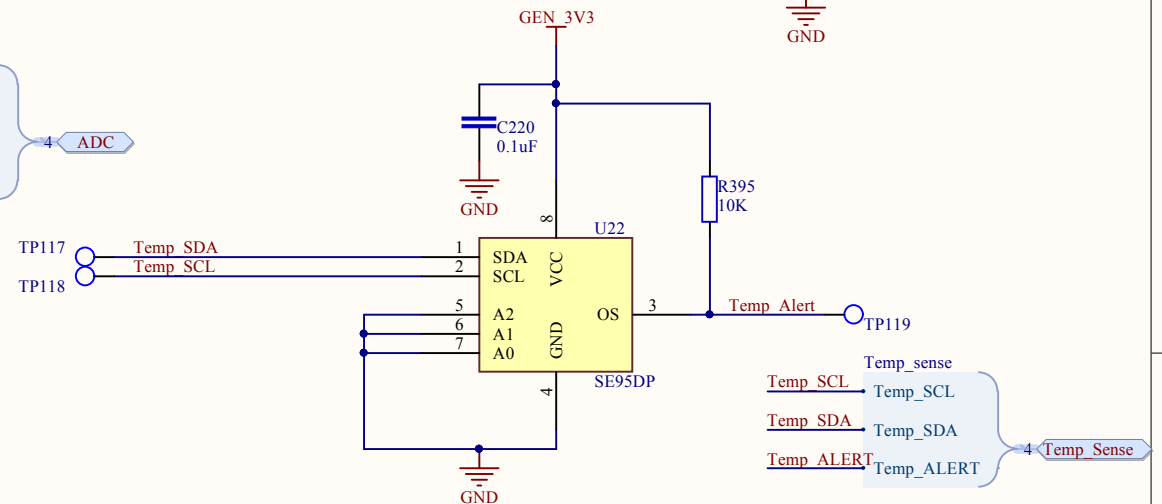 GEN_3V3
GND
4
ADC
C220
0.1uF
GND
R395
10K
8
U22
TP117
Temp_SDA
1
SDA
VCC
TP118
Temp_SCL
2
SCL
5
A2
OS
3
Temp_Alert
TP119
6
A1
GND
7
A0
4
SE95DP
GND
Temp_sense
Temp_SCL
Temp_SCL
Temp_SDA
Temp_SDA
Temp_ALERT
Temp_ALERT
4
Temp_Sense